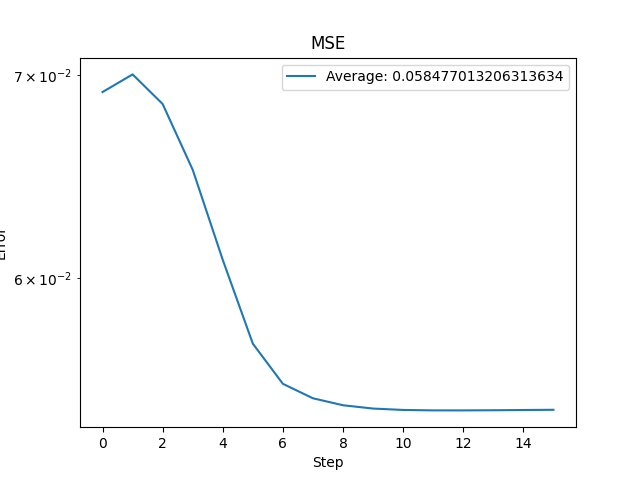 MSE
Average: 0.058477013206313634
7 × 10⁻²
6 × 10⁻²
Error
0 2 4 6 8 10 12 14
Step